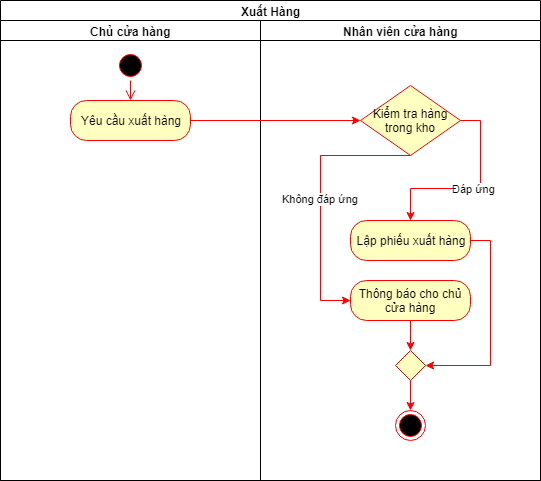 Xuất Hàng
Chủ cửa hàng
Nhân viên cửa hàng
Yêu cầu xuất hàng
Kiểm tra hàng
trong kho
Đáp ứng
Không đáp ứng
Lập phiếu xuất hàng
Thông báo cho chủ
cửa hàng